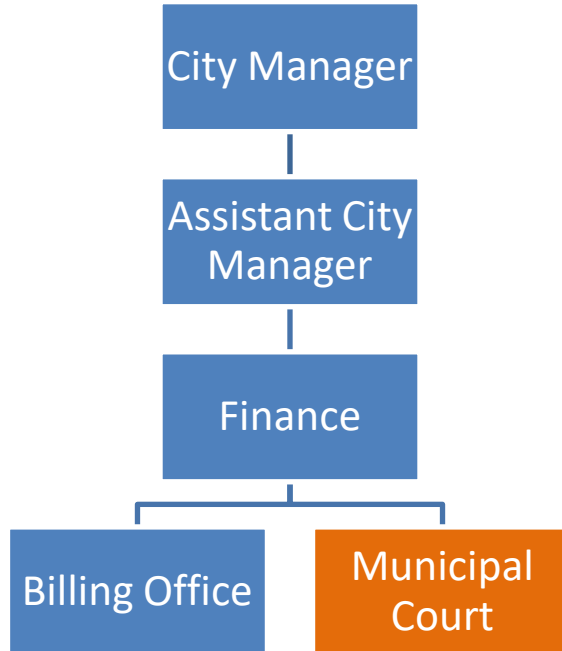 City Manager
Assistant City
Manager
Finance
Billing Office
Municipal
Court